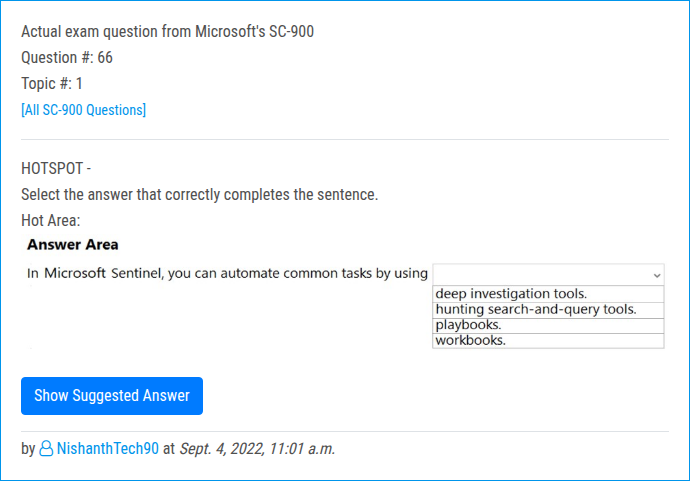 Actual exam question from Microsoft's SC-900
Question #: 66
Topic #: 1
[All SC-900 Questions]
HOTSPOT -
Select the answer that correctly completes the sentence.
Hot Area:
Answer Area
In Microsoft Sentinel, you can automate common tasks by using
deep investigation tools.
hunting search-and-query tools.
playbooks.
workbooks.
Show Suggested Answer
by NishanthTech90 at Sept. 4, 2022, 11:01 a.m.